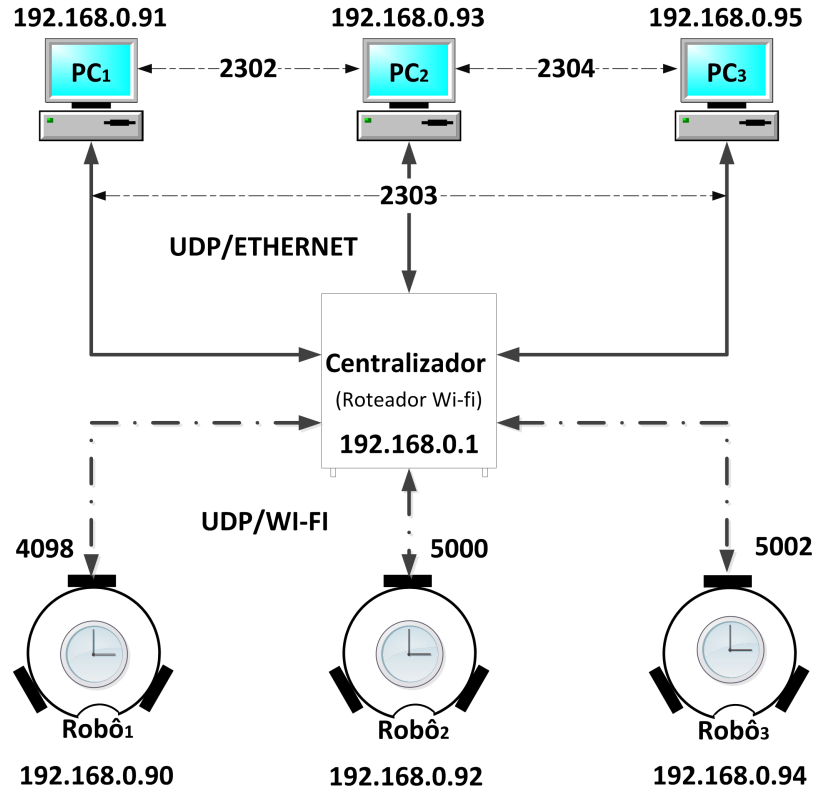 192.168.0.91
192.168.0.93
192.168.0.95
PC1
2302
PC2
2304
PC3
2303
UDP/ETHERNET
Centralizador
(Roteador Wi-fi)
192.168.0.1
UDP/WI-FI
4098
5000
5002
Robô1
Robô2
Robô3
192.168.0.90
192.168.0.92
192.168.0.94